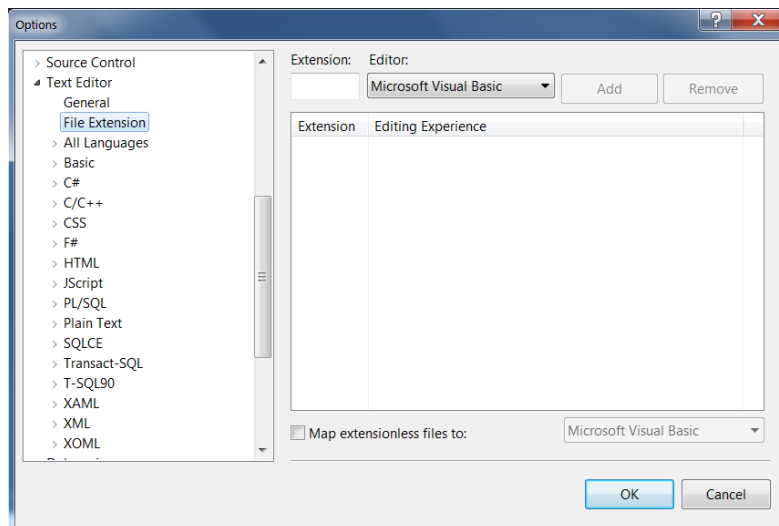 Options
Source Control
Text Editor
General
File Extension
All Languages
Basic
C#
C/C++
CSS
F#
HTML
JScript
PL/SQL
Plain Text
SQLCE
Transact-SQL
T-SQL90
XAML
XML
XOML
Extension: Editor:
Microsoft Visual Basic Add Remove
Extension Editing Experience
Map extensionless files to: Microsoft Visual Basic
OK Cancel